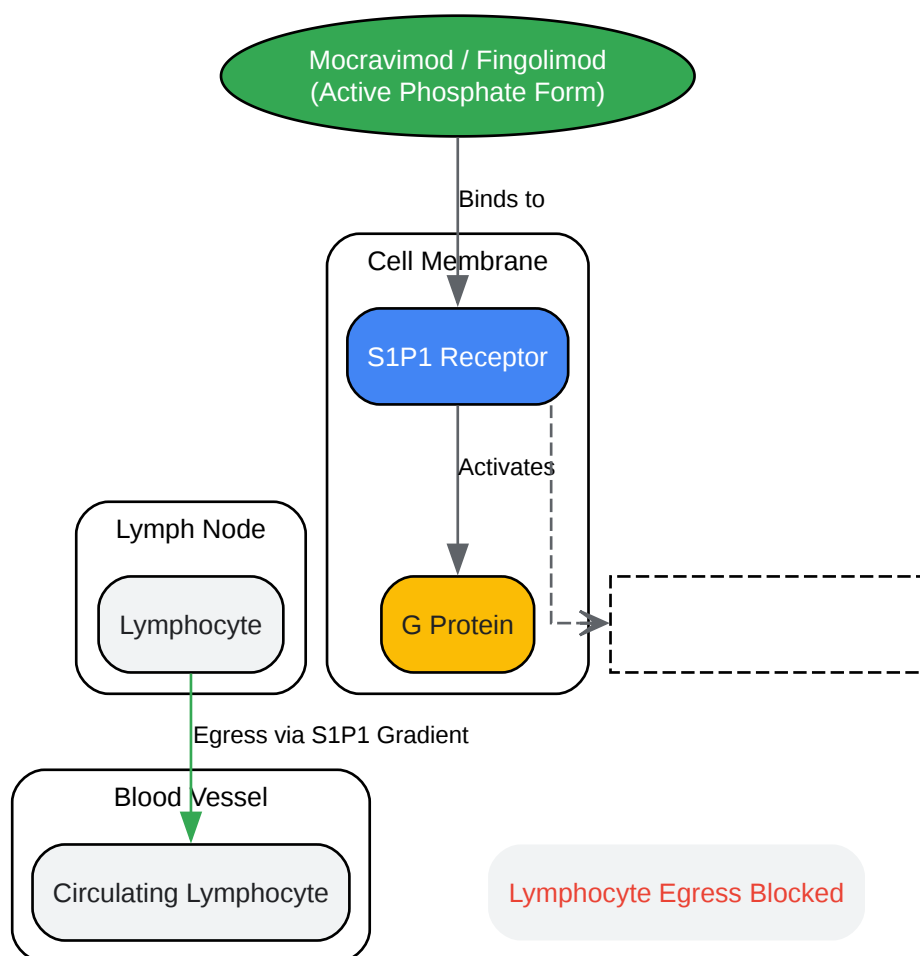 Mocravimod / Fingolimod
(Active Phosphate Form)
Binds to
Cell Membrane
S1P1 Receptor
Activates
Lymph Node
Lymphocyte
G Protein
Egress via S1P1 Gradient
Blood Vessel
Circulating Lymphocyte
Lymphocyte Egress Blocked